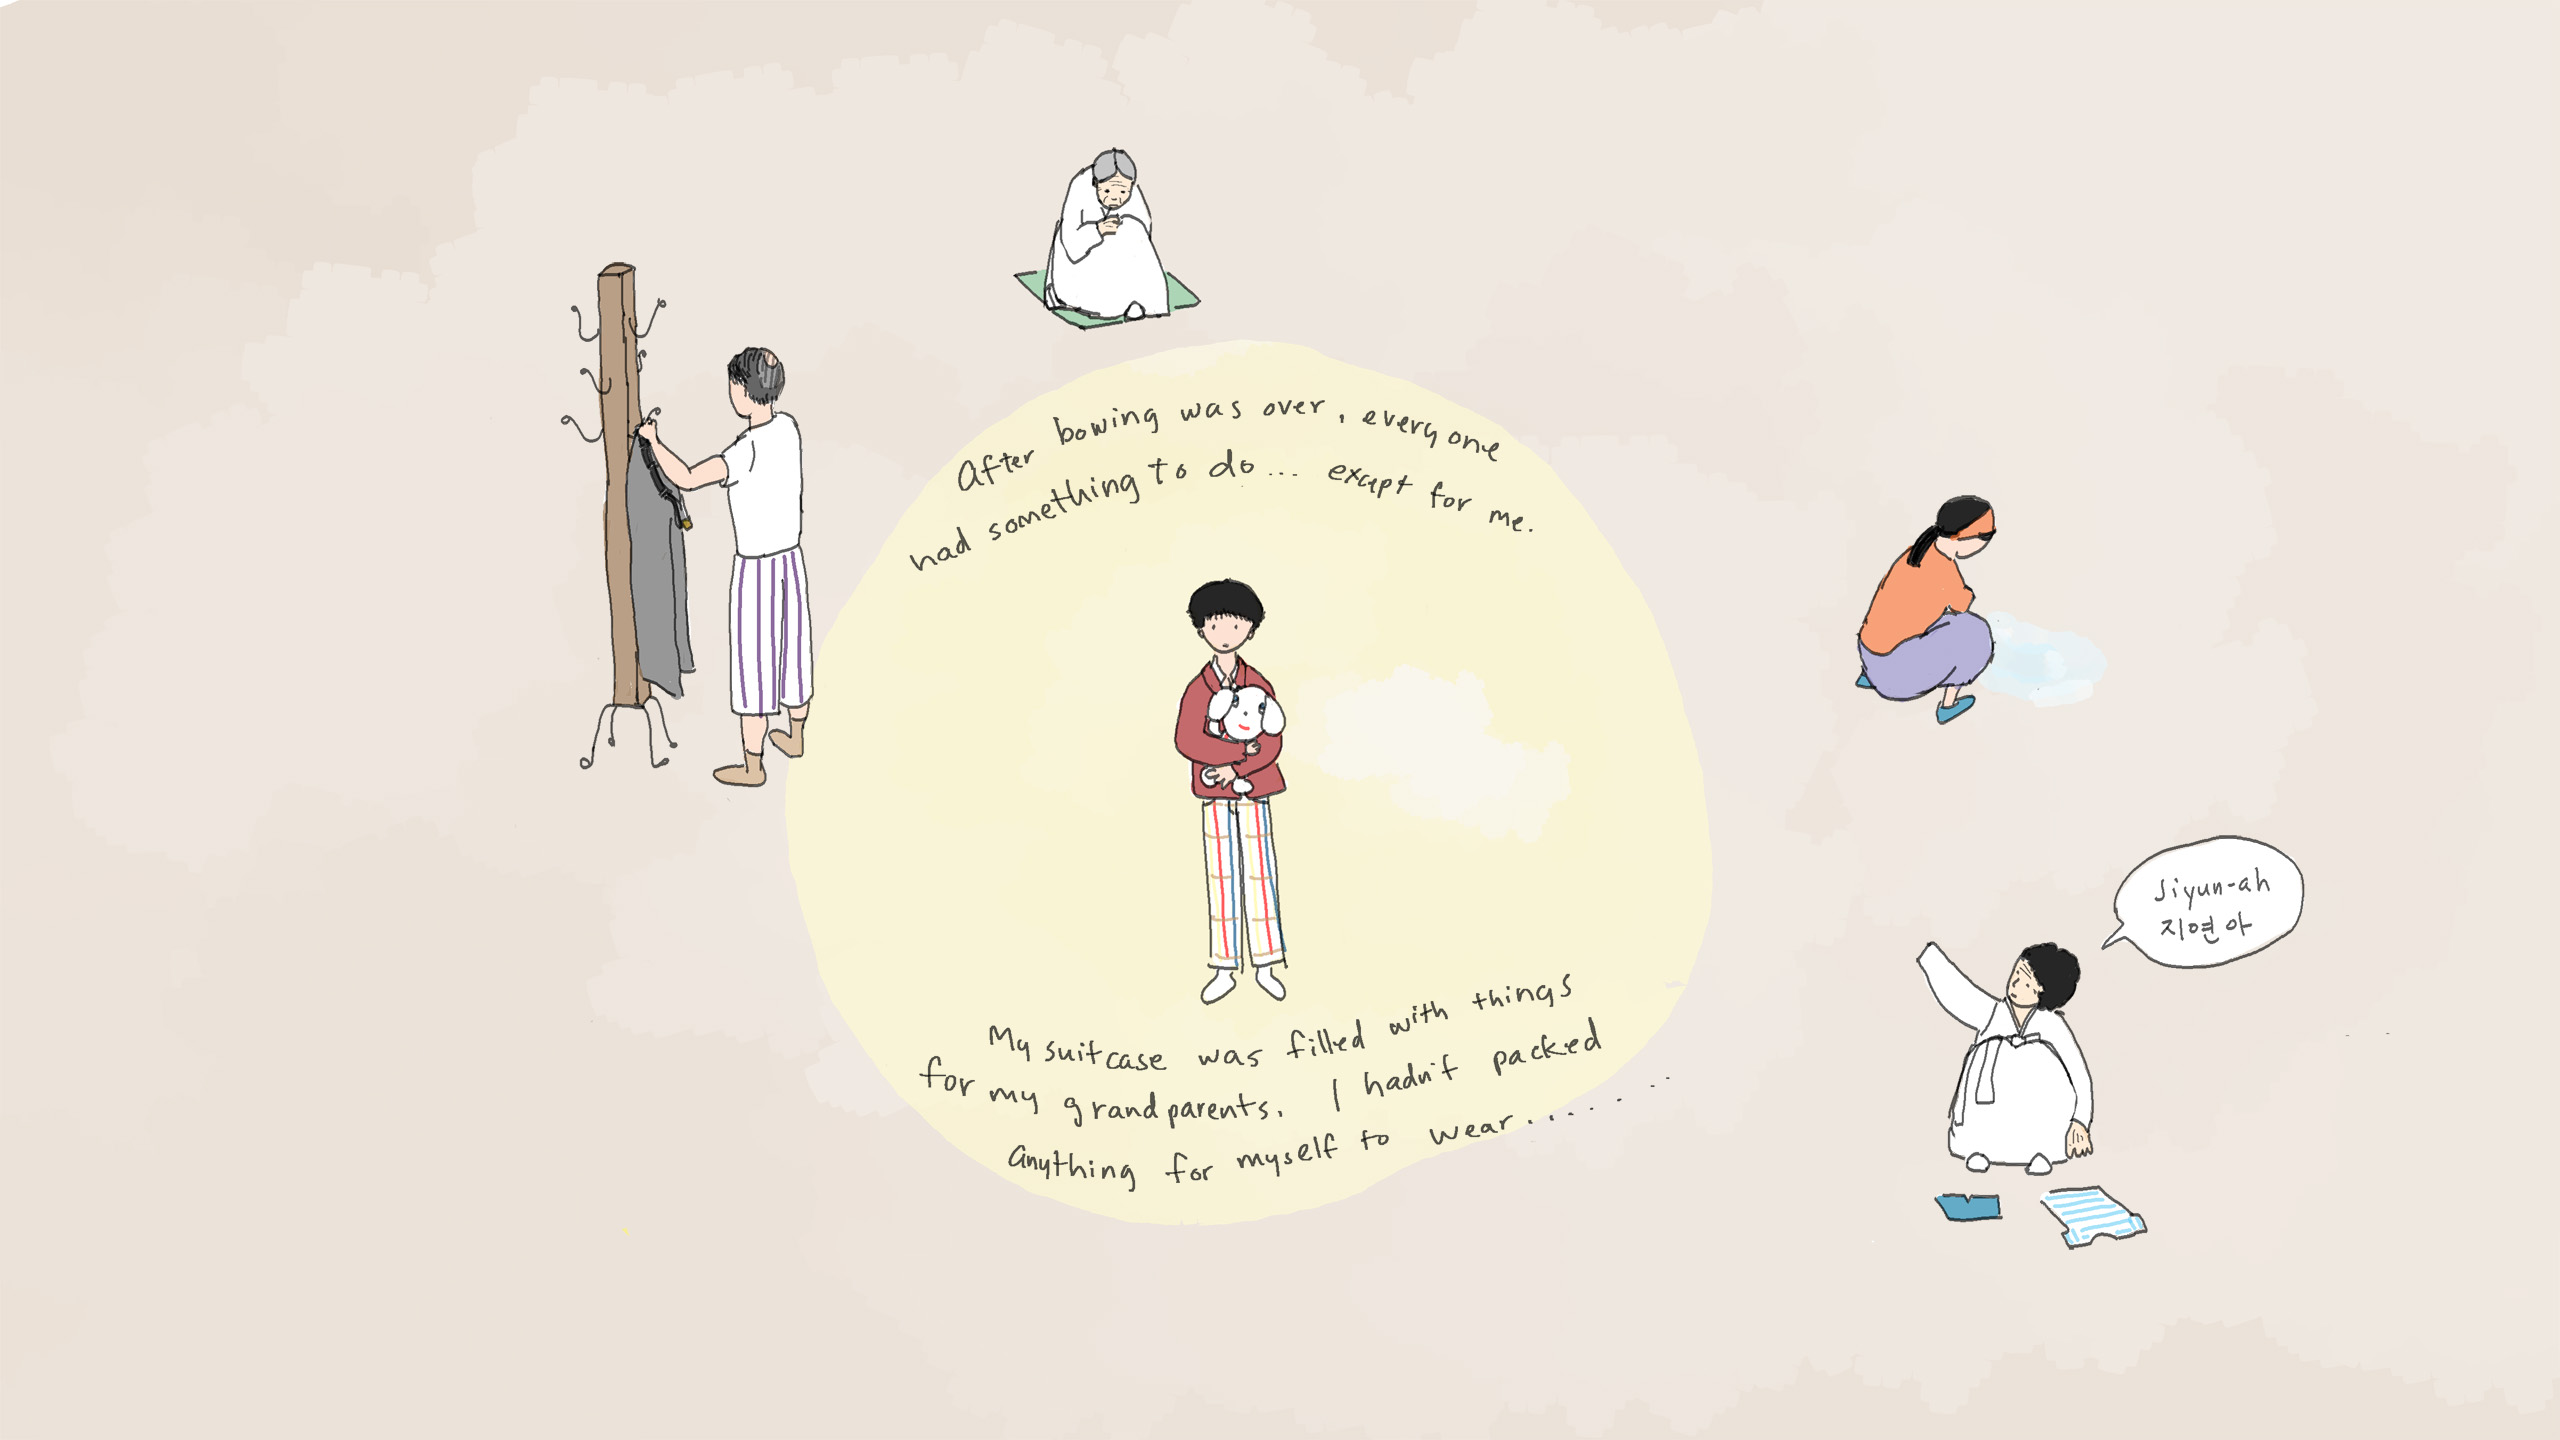 After bowing was over, everyone
had something to do... except for me.
Jiyun-ah
지연아
My suitcase was filled with things
for my grandparents. I hadn't packed
anything for myself to wear........